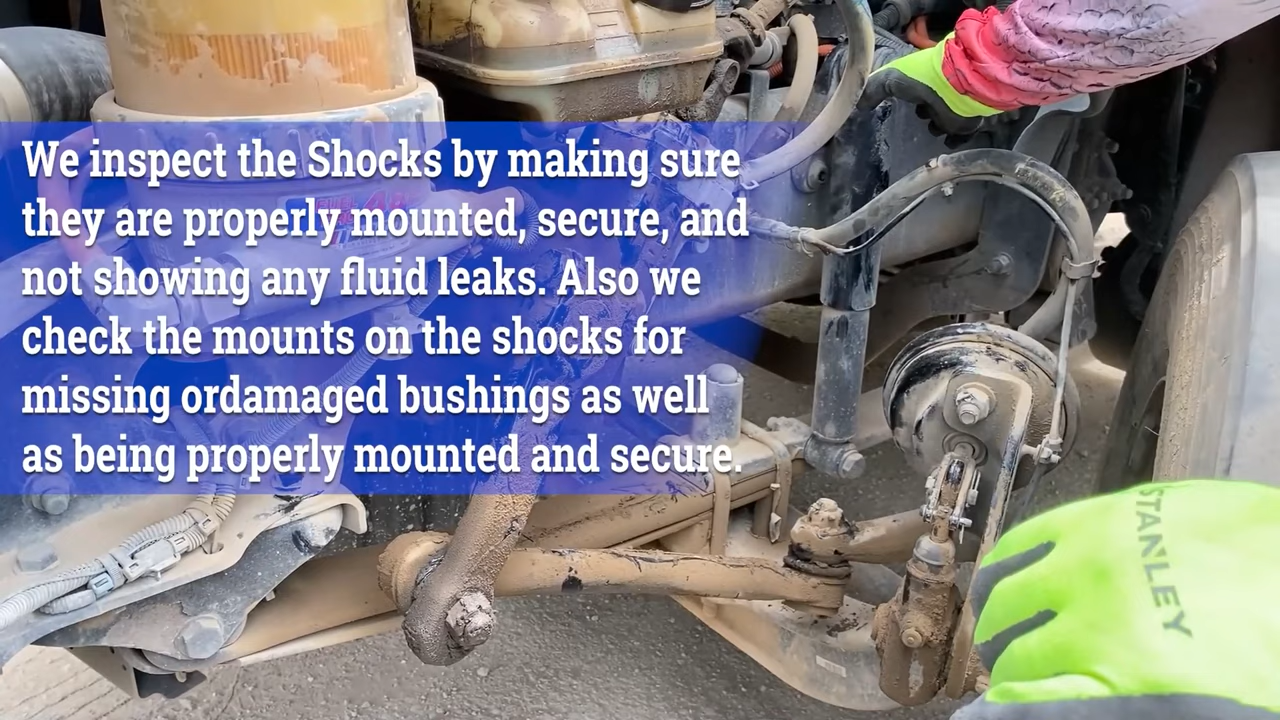 We inspect the Shocks by making sure
they are properly mounted, secure, and
not showing any fluid leaks. Also we
check the mounts on the shocks for
missing ordamaged bushings as well
as being properly mounted and secure.
STANLEY